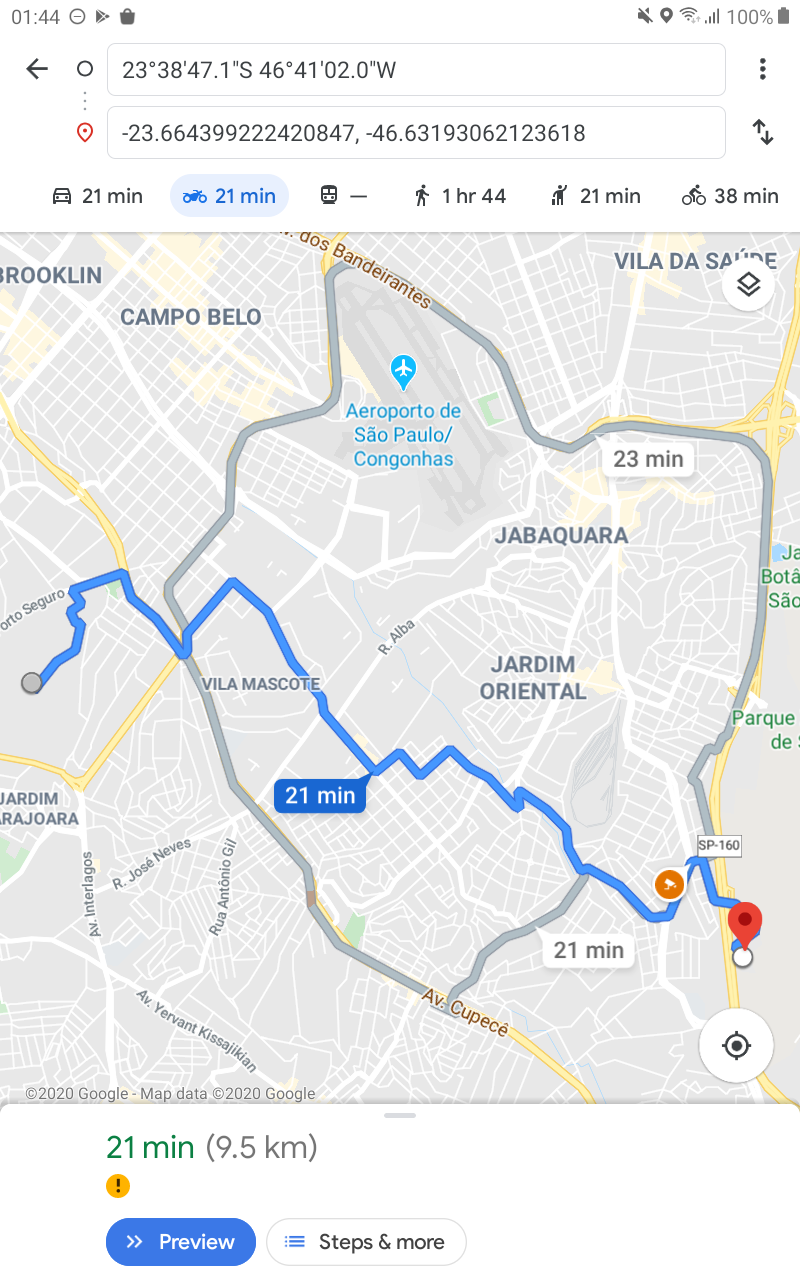 01:44
100%
23°38'47.1"S 46°41'02.0"W
-23.664399222420847, -46.63193062123618
21 min
21 min
—
1 hr 44
21 min
38 min
dos Bandeirantes
BROOKLIN
VILA DA SAÚDE
CAMPO BELO
Aeroporto de
São Paulo/
Congonhas
23 min
JABAQUARA
Ja
Botâ
São
orto Seguro
R. Alba
JARDIM
ORIENTAL
VILA MASCOTE
Parque
de
21 min
JARDIM
RAJOARA
SP-160
R. José Neves
Rua Antônio Gil
Av. Interlagos
21 min
Av. Cupecê
Av. Yervant Kissajikian
©2020 Google - Map data ©2020 Google
21 min (9.5 km)
Preview
Steps & more